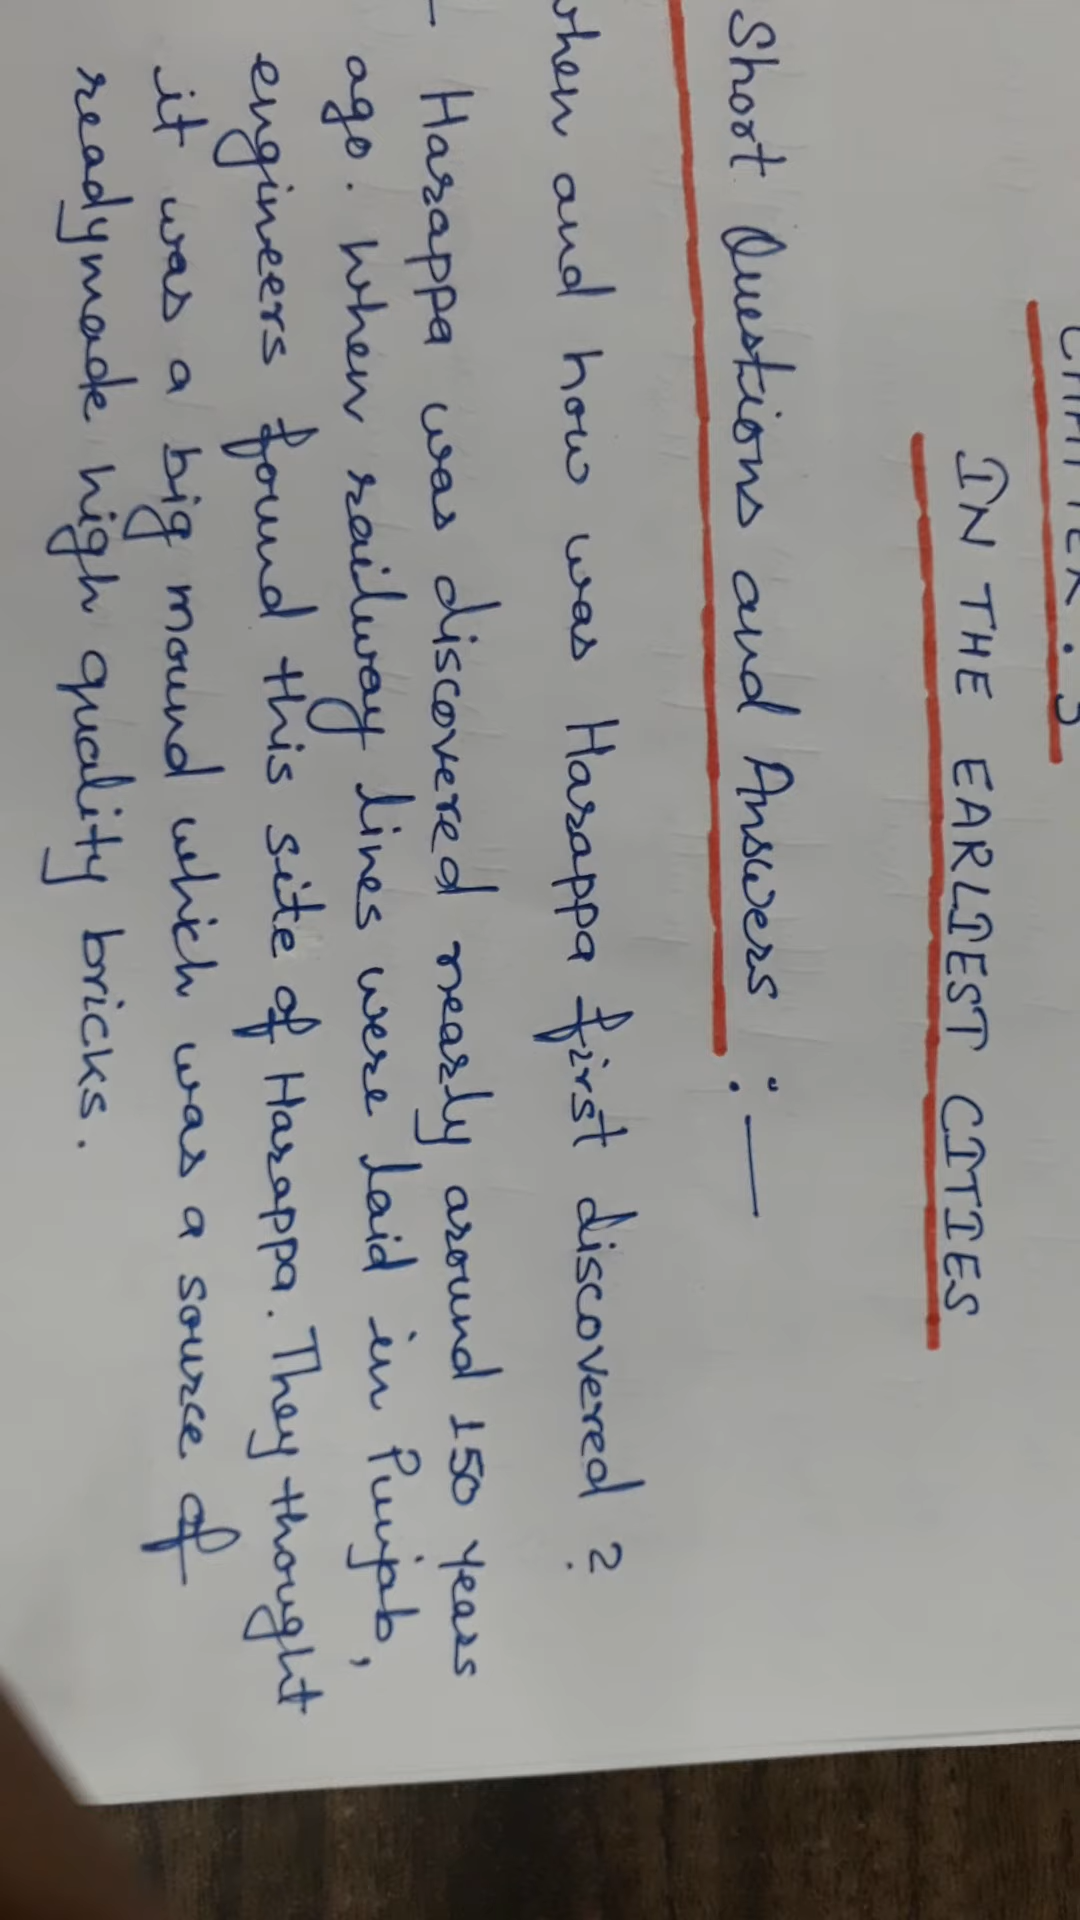 CHAPTER : 3
IN THE EARLIEST CITIES
Short Questions and Answers :-
when and how was Harappa first discovered ?
- Harappa was discovered nearly around 150 years
ago. When railway lines were laid in Punjab,
engineers found this site of Harappa. They thought
it was a big mound which was a source of
readymade high quality bricks.